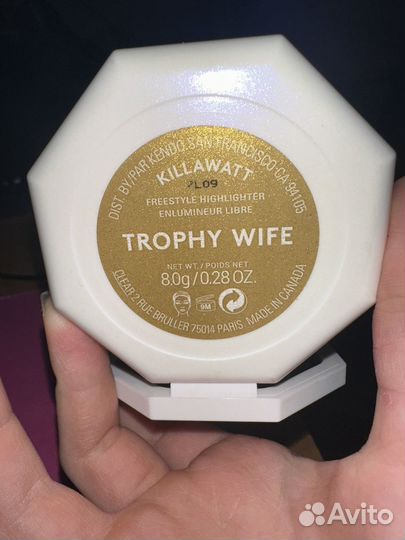 DIST. BY/PAR KENDO, SAN FRANCISCO CA 94105
KILLAWATT
7L09
FREESTYLE HIGHLIGHTER
ENLUMINEUR LIBRE
TROPHY WIFE
NET WT. / POIDS NET.
8.0g/0.28 OZ.
9M
CLEAR 2 RUE BRULLER 75014 PARIS. MADE IN CANADA
Avito